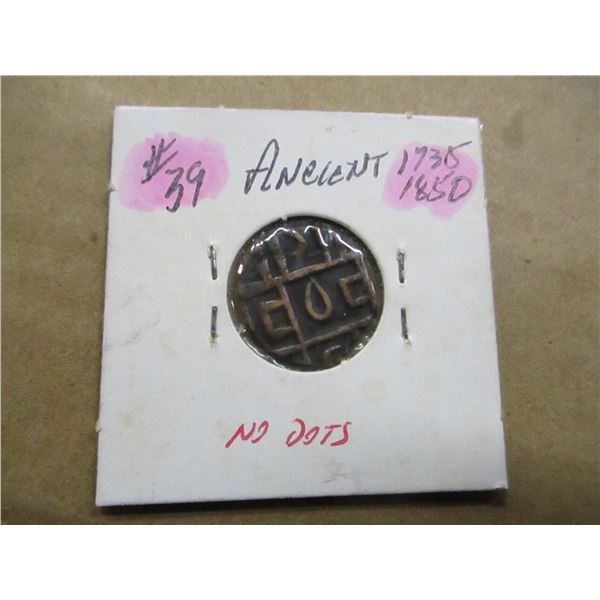 # 39 ANCIENT 1735
1850
NO DOTS